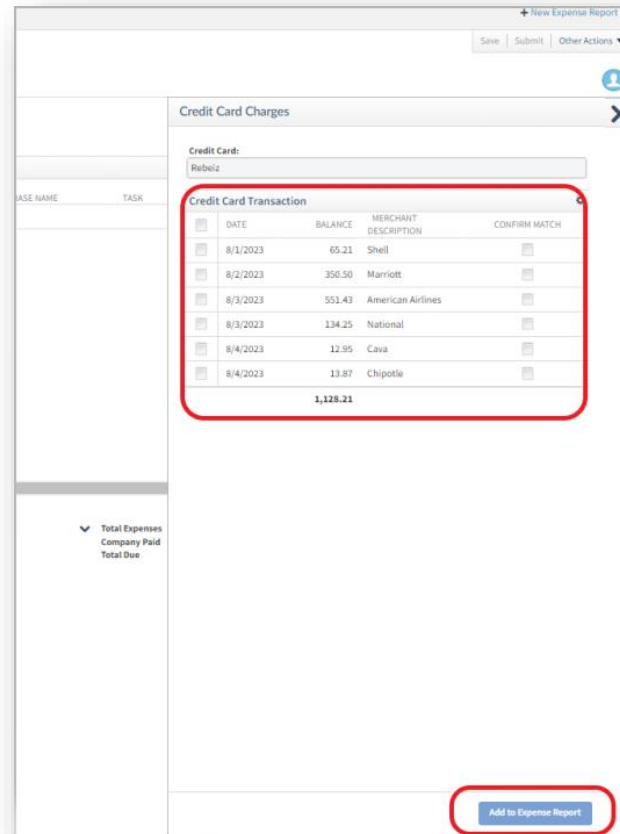 + New Expense Report
Save | Submit | Other Actions
Credit Card Charges
Credit Card:
Rebeiz
NAME TASK
Credit Card Transaction
DATE BALANCE MERCHANT DESCRIPTION CONFIRM MATCH
8/1/2023 65.21 Shell
8/2/2023 350.50 Marriott
8/3/2023 551.43 American Airlines
8/3/2023 134.25 National
8/4/2023 12.95 Cava
8/4/2023 13.87 Chipotle
1,128.21
Total Expenses
Company Paid
Total Due
Add to Expense Report